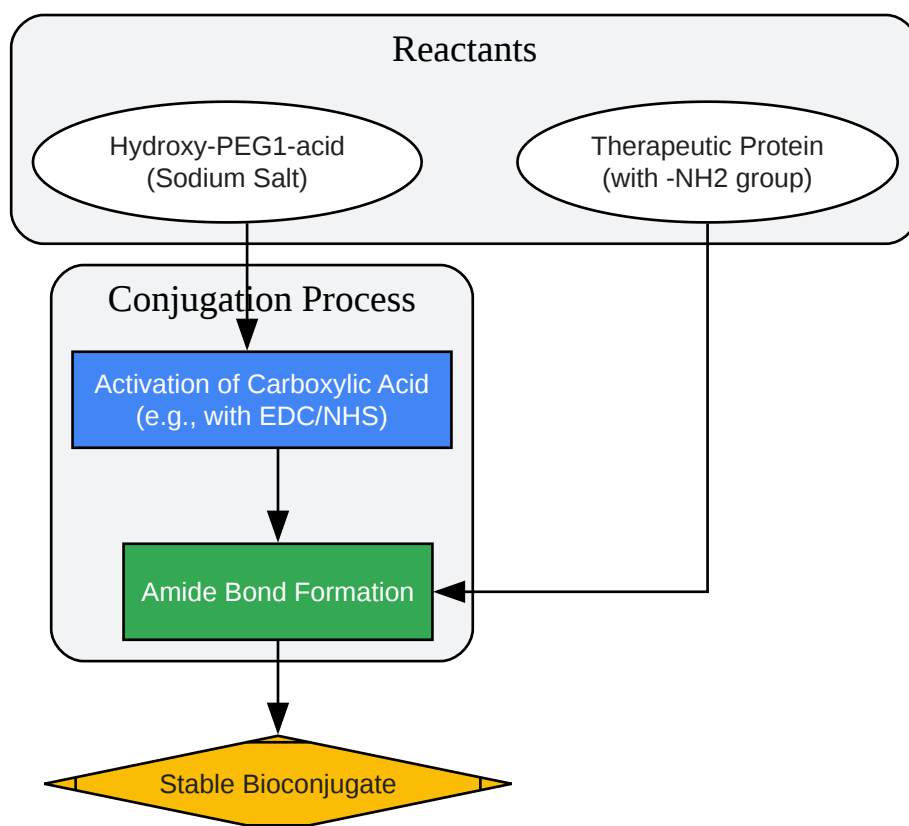 Reactants
Hydroxy-PEG1-acid
(Sodium Salt)
Therapeutic Protein
(with -NH2 group)
Conjugation Process
Activation of Carboxylic Acid
(e.g., with EDC/NHS)
Amide Bond Formation
Stable Bioconjugate